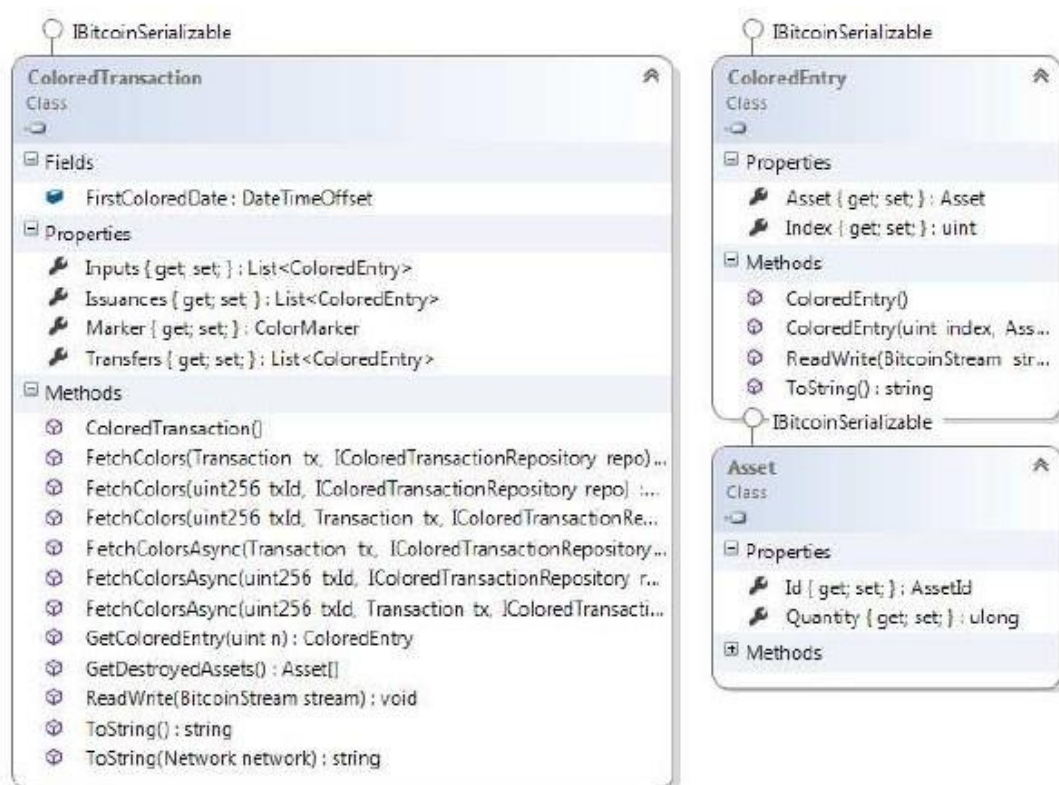 IBitcoinSerializable
ColoredTransaction
Class
Fields
FirstColoredDate : DateTimeOffset
Properties
Inputs { get; set; } : List<ColoredEntry>
Issuances { get; set; } : List<ColoredEntry>
Marker { get; set; } : ColorMarker
Transfers { get; set; } : List<ColoredEntry>
Methods
ColoredTransaction()
FetchColors(Transaction tx, IColoredTransactionRepository repo)...
FetchColors(uint256 txId, IColoredTransactionRepository repo) :...
FetchColors(uint256 txId, Transaction tx, IColoredTransactionRe...
FetchColorsAsync(Transaction tx, IColoredTransactionRepository...
FetchColorsAsync(uint256 txId, IColoredTransactionRepository r...
FetchColorsAsync(uint256 txId, Transaction tx, IColoredTransacti...
GetColoredEntry(uint n) : ColoredEntry
GetDestroyedAssets() : Asset[]
ReadWrite(BitcoinStream stream) : void
ToString() : string
ToString(Network network) : string
IBitcoinSerializable
ColoredEntry
Class
Properties
Asset { get; set; } : Asset
Index { get; set; } : uint
Methods
ColoredEntry()
ColoredEntry(uint index, Ass...
ReadWrite(BitcoinStream str...
ToString() : string
IBitcoinSerializable
Asset
Class
Properties
Id { get; set; } : AssetId
Quantity { get; set; } : ulong
Methods